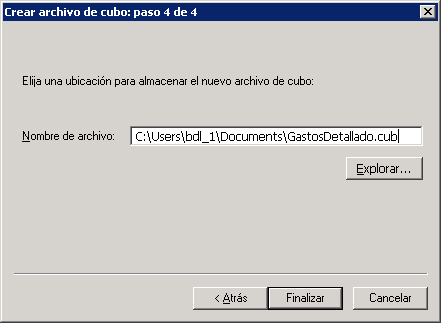 Crear archivo de cubo: paso 4 de 4
Elija una ubicación para almacenar el nuevo archivo de cubo:
Nombre de archivo: C:\Users\bdl_1\Documents\GastosDetallado.cub
Explorar...
< Atrás Finalizar Cancelar